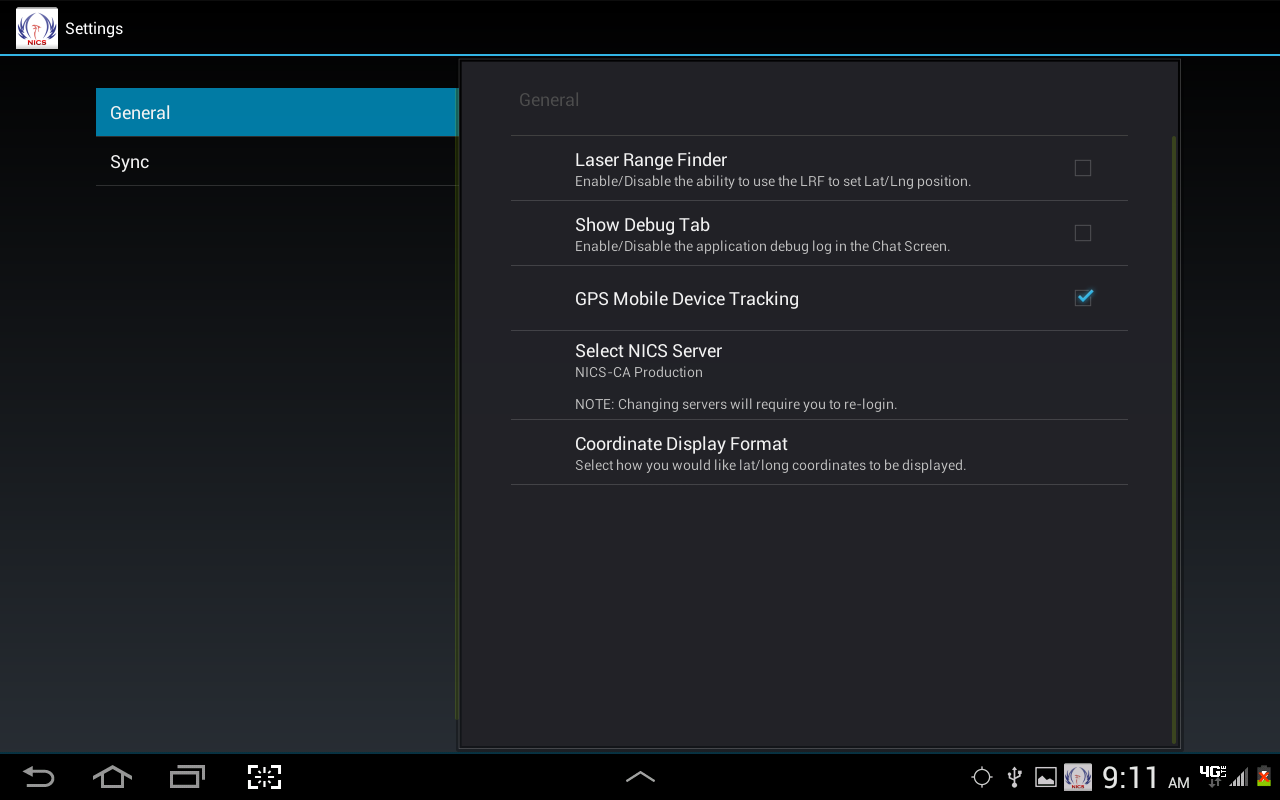 NICS
Settings
General
Sync
General
Laser Range Finder
Enable/Disable the ability to use the LRF to set Lat/Lng position.
Show Debug Tab
Enable/Disable the application debug log in the Chat Screen.
GPS Mobile Device Tracking
Select NICS Server
NICS-CA Production
NOTE: Changing servers will require you to re-login.
Coordinate Display Format
Select how you would like lat/long coordinates to be displayed.
NICS
9:11 AM
4G LTE